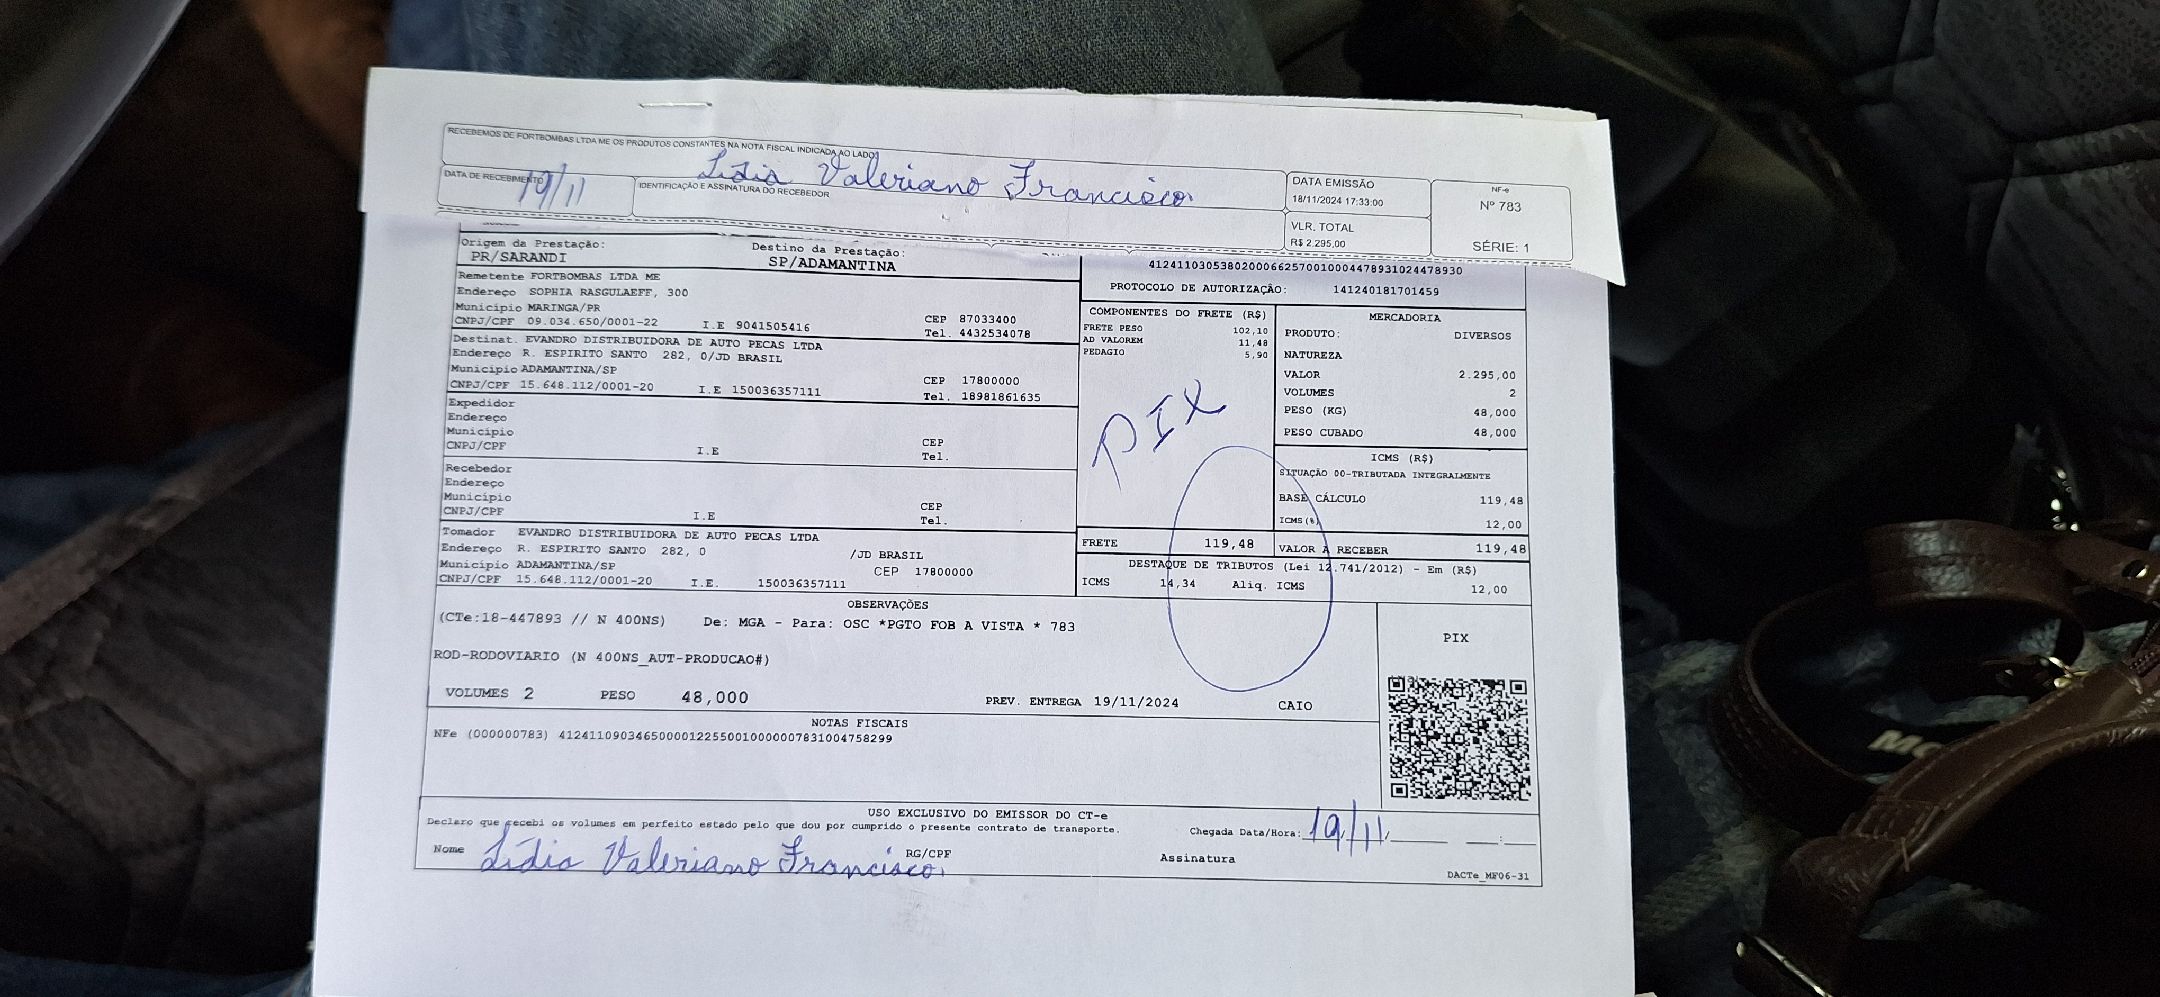 RECEBEMOS DE FORTBOMBAS LTDA ME OS PRODUTOS CONSTANTES NA NOTA FISCAL INDICADA AO LADO
DATA DE RECEBIMENTO 19/11
IDENTIFICAÇÃO E ASSINATURA DO RECEBEDOR Lidia Valeriano Francisco
DATA EMISSÃO
18/11/2024 17:33:00
VLR. TOTAL
R$ 2.295,00
NF-e
Nº 783
SÉRIE: 1
Origem da Prestação:
PR/SARANDI
Destino da Prestação:
SP/ADAMANTINA
Remetente FORTBOMBAS LTDA ME
Endereço SOPHIA RASGULAEFF, 300
Município MARINGA/PR CEP 87033400
CNPJ/CPF 09.034.650/0001-22 I.E 9041505416 Tel. 4432534078
Destinat. EVANDRO DISTRIBUIDORA DE AUTO PECAS LTDA
Endereço R. ESPIRITO SANTO 282, 0/JD BRASIL
Município ADAMANTINA/SP CEP 17800000
CNPJ/CPF 15.648.112/0001-20 I.E 150036357111 Tel. 18981861635
Expedidor
Endereço
Município CEP
CNPJ/CPF I.E Tel.
Recebedor
Endereço
Município CEP
CNPJ/CPF I.E Tel.
Tomador EVANDRO DISTRIBUIDORA DE AUTO PECAS LTDA
Endereço R. ESPIRITO SANTO 282, 0 /JD BRASIL
Município ADAMANTINA/SP CEP 17800000
CNPJ/CPF 15.648.112/0001-20 I.E. 150036357111
41241103053802000662570010004478931024478930
PROTOCOLO DE AUTORIZAÇÃO: 141240181701459
COMPONENTES DO FRETE (R$)
FRETE PESO 102,10
AD VALOREM 11,48
PEDAGIO 5,90
PIX
FRETE 119,48
MERCADORIA
PRODUTO: DIVERSOS
NATUREZA
VALOR 2.295,00
VOLUMES 2
PESO (KG) 48,000
PESO CUBADO 48,000
ICMS (R$)
SITUAÇÃO 00-TRIBUTADA INTEGRALMENTE
BASE CÁLCULO 119,48
ICMS(%) 12,00
VALOR A RECEBER 119,48
DESTAQUE DE TRIBUTOS (Lei 12.741/2012) - Em (R$)
ICMS 14,34 Aliq. ICMS 12,00
OBSERVAÇÕES
(CTe:18-447893 // N 400NS) De: MGA - Para: OSC *PGTO FOB A VISTA * 783
ROD-RODOVIARIO (N 400NS_AUT-PRODUCAO#)
VOLUMES 2 PESO 48,000 PREV. ENTREGA 19/11/2024 CAIO
PIX
NOTAS FISCAIS
NFe (000000783) 41241109034650000122550010000007831004758299
USO EXCLUSIVO DO EMISSOR DO CT-e
Declaro que recebi os volumes em perfeito estado pelo que dou por cumprido o presente contrato de transporte.
Chegada Data/Hora: 19/11/ :
Nome Lídia Valeriano Francisco RG/CPF Assinatura
DACTe_MF06-31